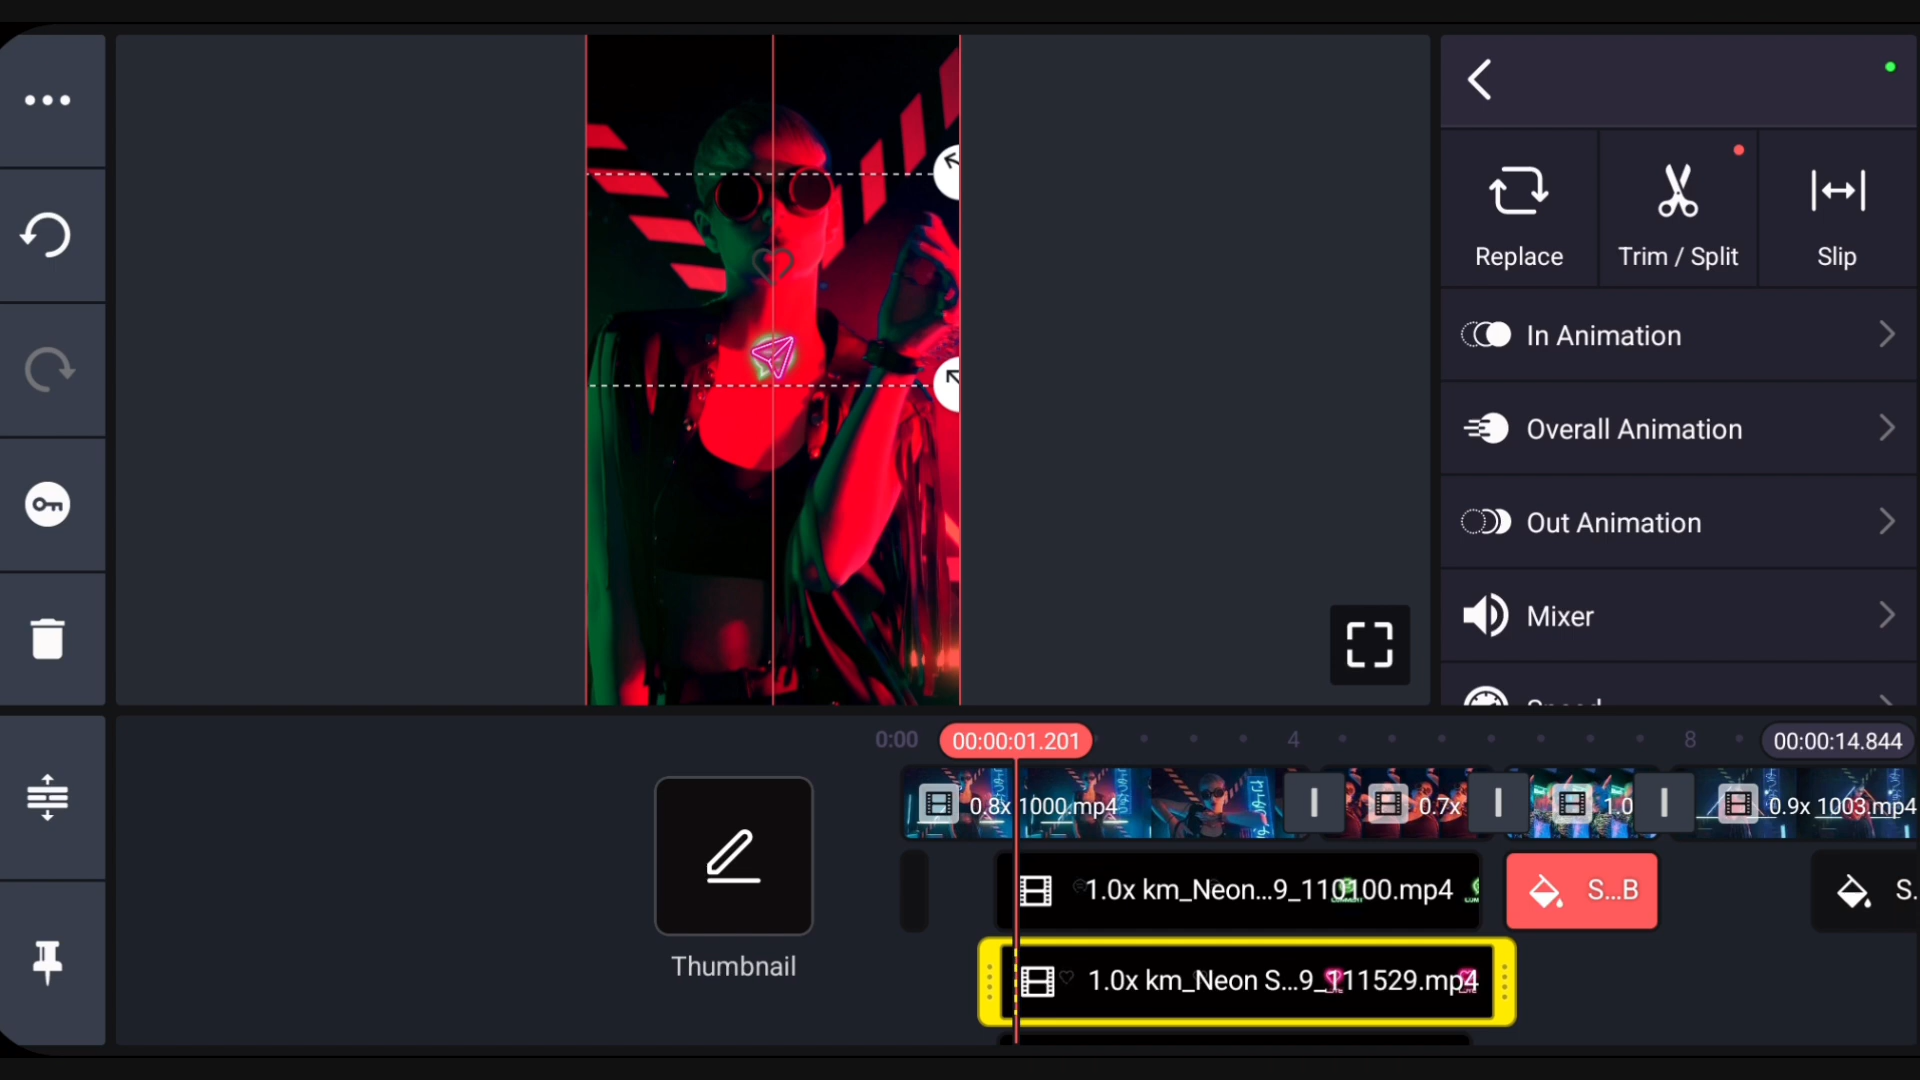 Replace
Trim / Split
Slip
In Animation
Overall Animation
Out Animation
Mixer
0:00
00:00:01.201
4
8
00:00:14.844
0.8x 1000.mp4
0.7x
1.0
0.9x 1003.mp4
1.0x km_Neon...9_110100.mp4
S...B
S.
Thumbnail
1.0x km_Neon S...9_111529.mp4